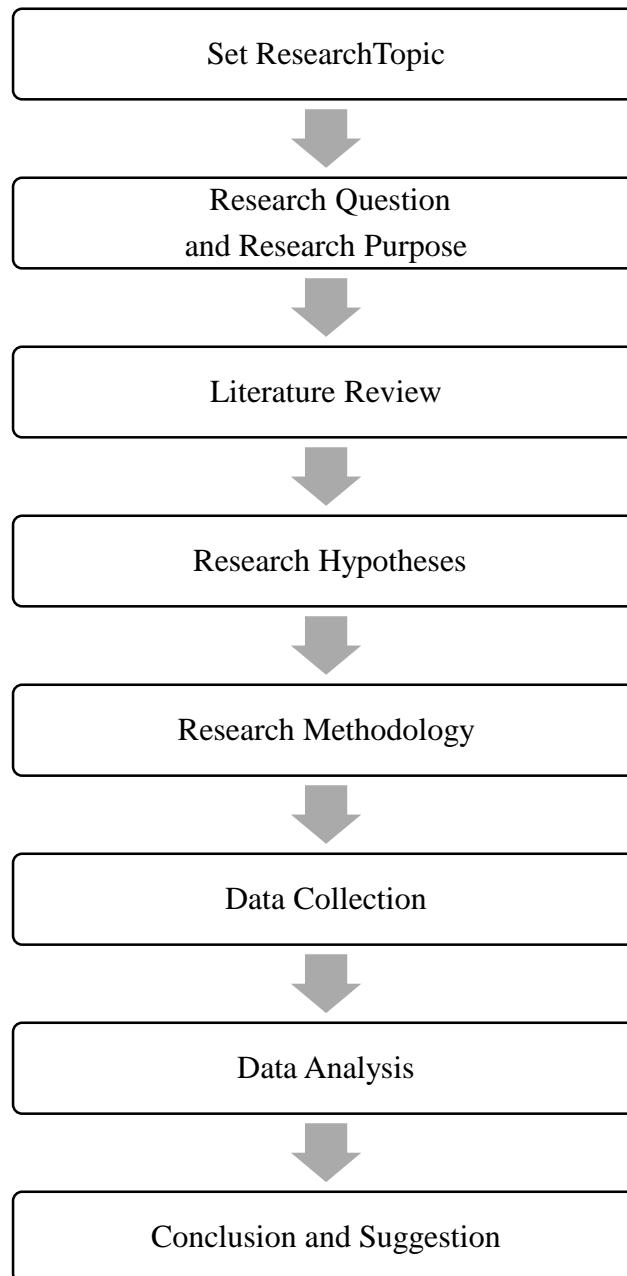 Set ResearchTopic
Research Question
and Research Purpose
Literature Review
Research Hypotheses
Research Methodology
Data Collection
Data Analysis
Conclusion and Suggestion